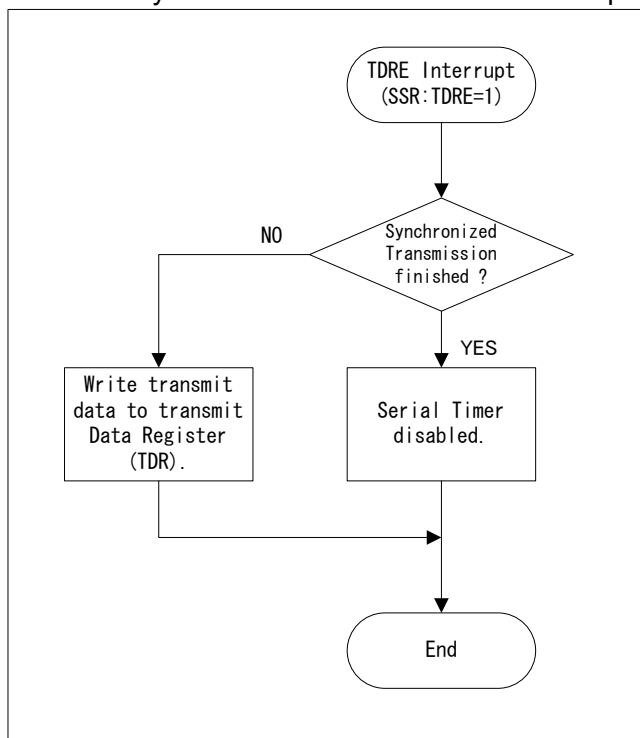 TDRE Interrupt
(SSR:TDRE=1)
Synchronized
Transmission
finished ?
NO
YES
Write transmit
data to transmit
Data Register
(TDR).
Serial Timer
disabled.
End